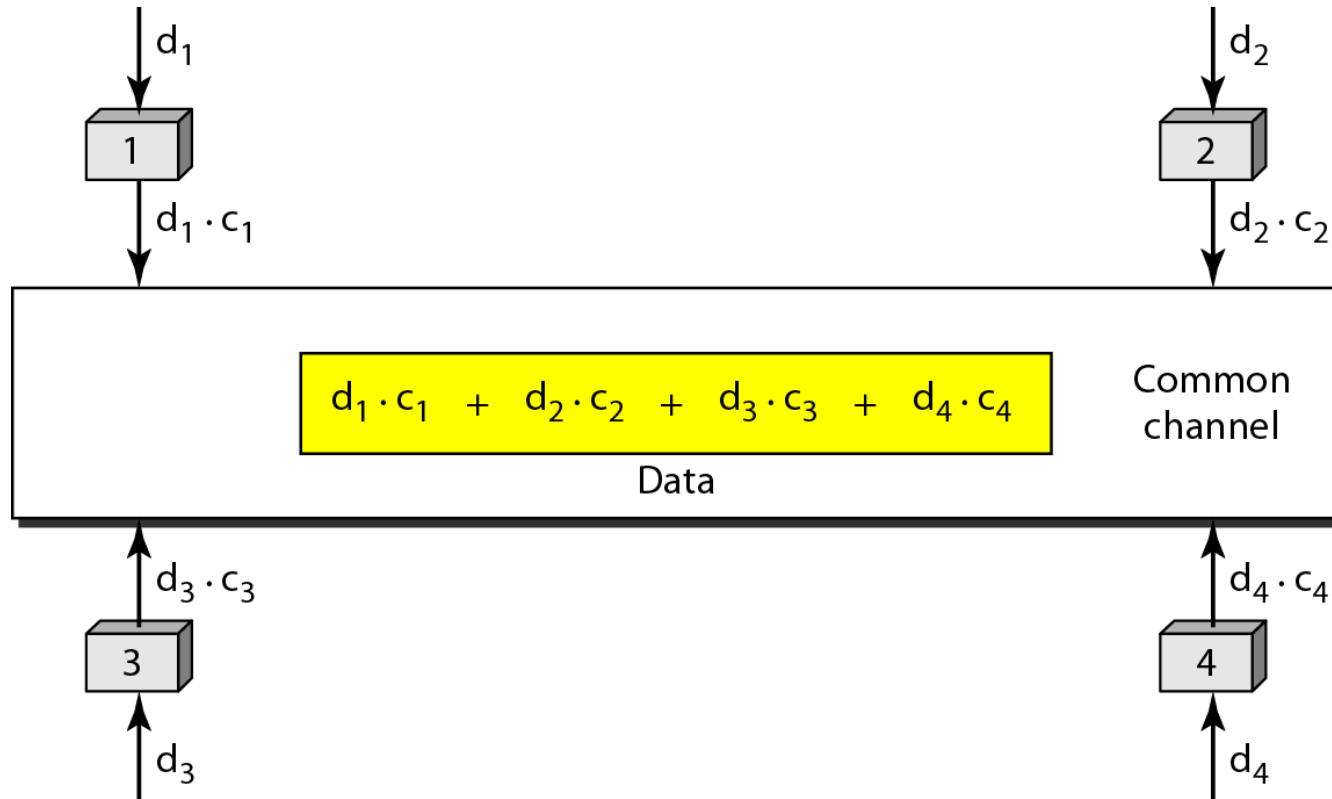 d₁ d₂
1 2
d₁ · c₁ d₂ · c₂
d₁ · c₁ + d₂ · c₂ + d₃ · c₃ + d₄ · c₄
Common
channel
Data
d₃ · c₃ d₄ · c₄
3 4
d₃ d₄